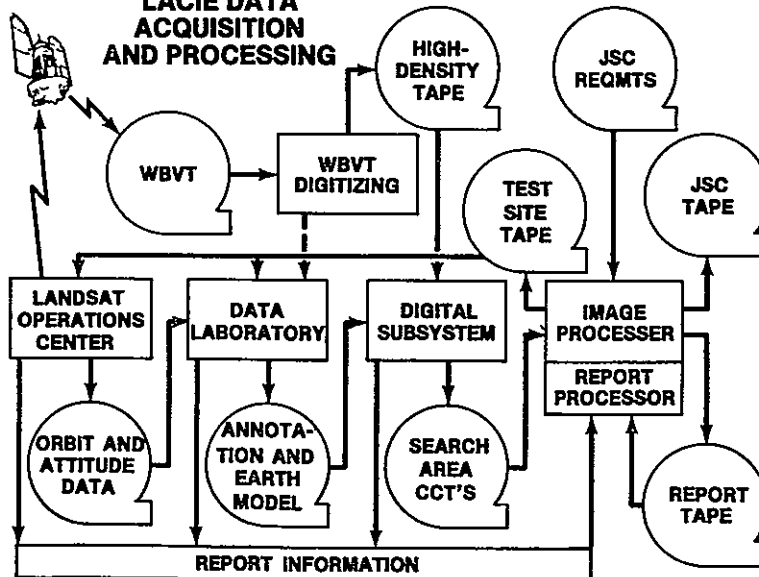 LACIE DATA
ACQUISITION
AND PROCESSING
HIGH-
DENSITY
TAPE
JSC
REQMTS
WBVT
WBVT
DIGITIZING
TEST
SITE
TAPE
JSC
TAPE
LANDSAT
OPERATIONS
CENTER
DATA
LABORATORY
DIGITAL
SUBSYSTEM
IMAGE
PROCESSER
REPORT
PROCESSOR
ORBIT AND
ATTITUDE
DATA
ANNOTA-
TION AND
EARTH
MODEL
SEARCH
AREA
CCT'S
REPORT
TAPE
REPORT INFORMATION